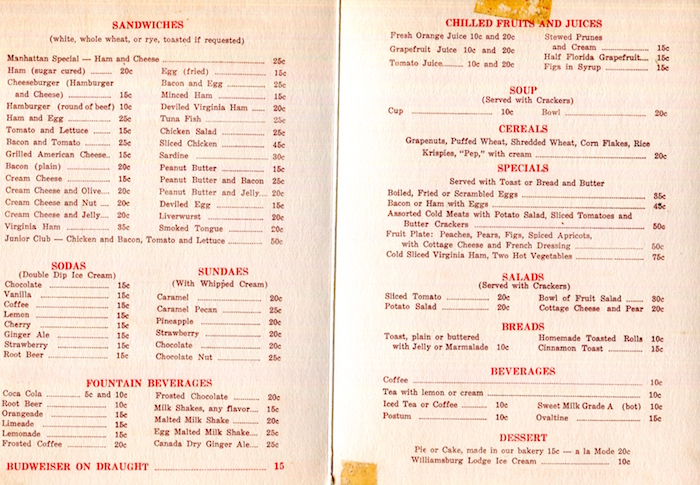 SANDWICHES
(white, whole wheat, or rye, toasted if requested)
Manhattan Special — Ham and Cheese 25c
Ham (sugar cured) 20c
Cheeseburger (Hamburger
and Cheese) 15c
Hamburger (round of beef) 10c
Ham and Egg 25c
Tomato and Lettuce 15c
Bacon and Tomato 25c
Grilled American Cheese 15c
Bacon (plain) 20c
Cream Cheese 15c
Cream Cheese and Olive 20c
Cream Cheese and Nut 20c
Cream Cheese and Jelly 20c
Virginia Ham 35c
Egg (fried) 15c
Bacon and Egg 25c
Minced Ham 15c
Deviled Virginia Ham 20c
Tuna Fish 25c
Chicken Salad 25c
Sliced Chicken 45c
Sardine 30c
Peanut Butter 15c
Peanut Butter and Bacon 25c
Peanut Butter and Jelly 20c
Deviled Egg 15c
Liverwurst 20c
Smoked Tongue 20c
Junior Club — Chicken and Bacon, Tomato and Lettuce 50c
SODAS
(Double Dip Ice Cream)
Chocolate 15c
Vanilla 15c
Coffee 15c
Lemon 15c
Cherry 15c
Ginger Ale 15c
Strawberry 15c
Root Beer 15c
SUNDAES
(With Whipped Cream)
Caramel 20c
Caramel Pecan 25c
Pineapple 20c
Strawberry 20c
Chocolate 20c
Chocolate Nut 25c
FOUNTAIN BEVERAGES
Coca Cola 5c and 10c
Root Beer 10c
Orangeade 15c
Limeade 15c
Lemonade 15c
Frosted Coffee 20c
Frosted Chocolate 20c
Milk Shakes, any flavor 15c
Malted Milk Shake 20c
Egg Malted Milk Shake 25c
Canada Dry Ginger Ale 25c
BUDWEISER ON DRAUGHT 15
CHILLED FRUITS AND JUICES
Fresh Orange Juice 10c and 20c
Grapefruit Juice 10c and 20c
Tomato Juice 10c and 20c
Stewed Prunes
and Cream 15c
Half Florida Grapefruit 15c
Figs in Syrup 15c
SOUP
(Served with Crackers)
Cup 10c Bowl 20c
CEREALS
Grapenuts, Puffed Wheat, Shredded Wheat, Corn Flakes, Rice
Krispies, "Pep," with cream 20c
SPECIALS
Served with Toast or Bread and Butter
Boiled, Fried or Scrambled Eggs 35c
Bacon or Ham with Eggs 45c
Assorted Cold Meats with Potato Salad, Sliced Tomatoes and
Butter Crackers 50c
Fruit Plate: Peaches, Pears, Figs, Spiced Apricots,
with Cottage Cheese and French Dressing 50c
Cold Sliced Virginia Ham, Two Hot Vegetables 75c
SALADS
(Served with Crackers)
Sliced Tomato 20c Bowl of Fruit Salad 30c
Potato Salad 20c Cottage Cheese and Pear 20c
BREADS
Toast, plain or buttered
with Jelly or Marmalade 10c
Homemade Toasted Rolls 10c
Cinnamon Toast 15c
BEVERAGES
Coffee 10c
Tea with lemon or cream 10c
Iced Tea or Coffee 10c Sweet Milk Grade A (bot) 10c
Postum 10c Ovaltine 15c
DESSERT
Pie or Cake, made in our bakery 15c — a la Mode 20c
Williamsburg Lodge Ice Cream 10c